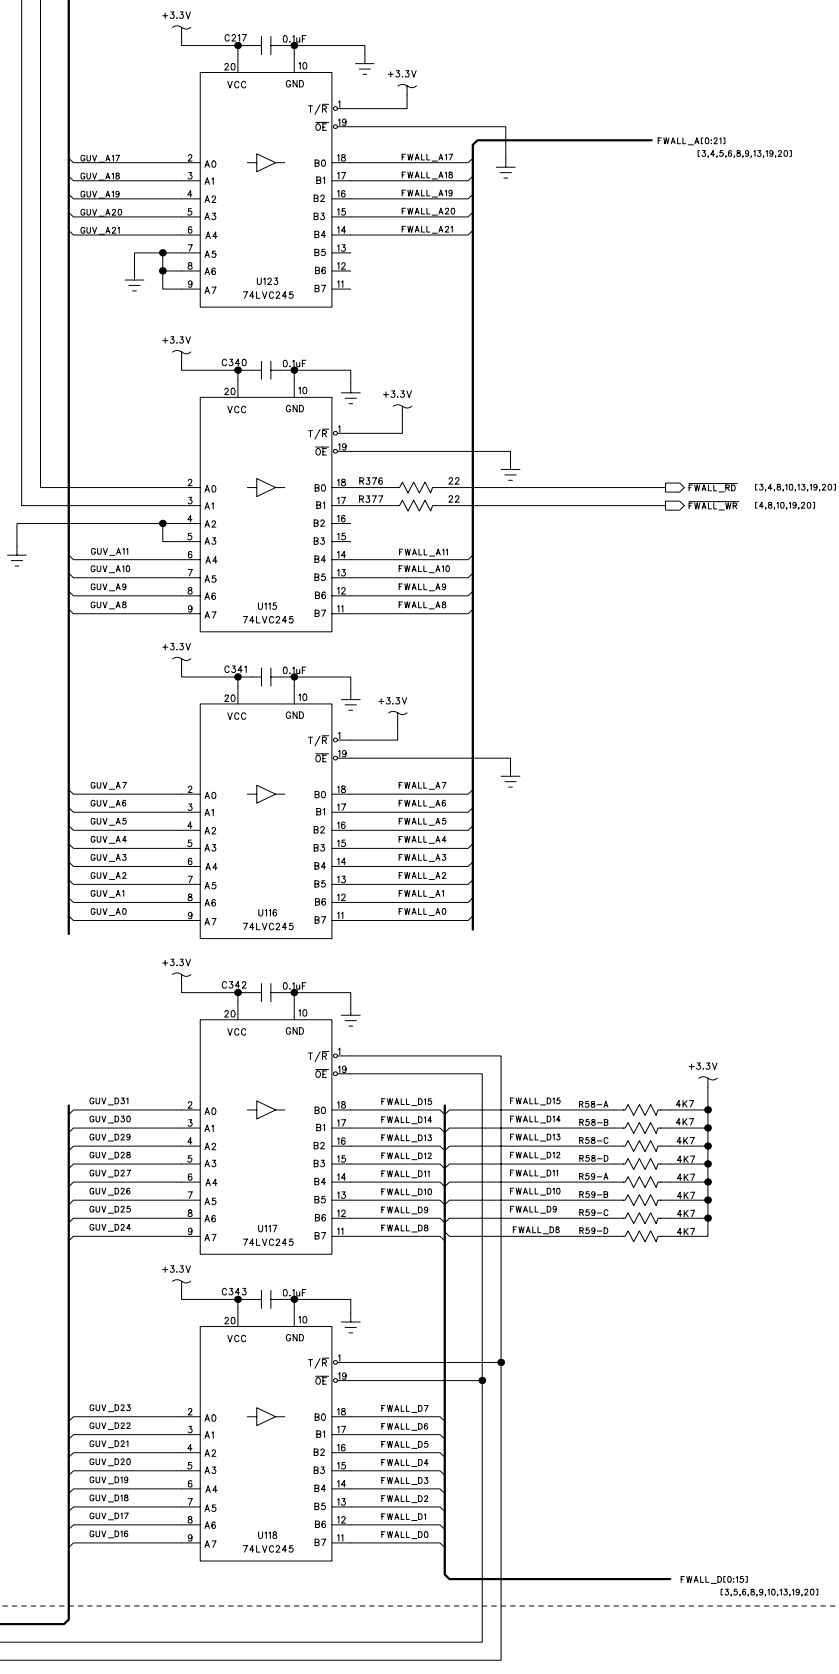 +3.3V
C217 0.1uF
20 10
VCC GND
+3.3V
T/R 1
OE 19
FWALL_A[0:21]
[3,4,5,6,8,9,13,19,20]
GUV_A17 2 A0 B0 18 FWALL_A17
GUV_A18 3 A1 B1 17 FWALL_A18
GUV_A19 4 A2 B2 16 FWALL_A19
GUV_A20 5 A3 B3 15 FWALL_A20
GUV_A21 6 A4 B4 14 FWALL_A21
7 A5 B5 13
8 A6 B6 12
9 A7 B7 11
U123
74LVC245
+3.3V
C340 0.1uF
20 10
VCC GND
+3.3V
T/R 1
OE 19
2 A0 B0 18 R376 22 FWALL_RD [3,4,8,10,13,19,20]
3 A1 B1 17 R377 22 FWALL_WR [4,8,10,19,20]
4 A2 B2 16
5 A3 B3 15
GUV_A11 6 A4 B4 14 FWALL_A11
GUV_A10 7 A5 B5 13 FWALL_A10
GUV_A9 8 A6 B6 12 FWALL_A9
GUV_A8 9 A7 B7 11 FWALL_A8
U115
74LVC245
+3.3V
C341 0.1uF
20 10
VCC GND
+3.3V
T/R 1
OE 19
GUV_A7 2 A0 B0 18 FWALL_A7
GUV_A6 3 A1 B1 17 FWALL_A6
GUV_A5 4 A2 B2 16 FWALL_A5
GUV_A4 5 A3 B3 15 FWALL_A4
GUV_A3 6 A4 B4 14 FWALL_A3
GUV_A2 7 A5 B5 13 FWALL_A2
GUV_A1 8 A6 B6 12 FWALL_A1
GUV_A0 9 A7 B7 11 FWALL_A0
U116
74LVC245
+3.3V
C342 0.1uF
20 10
VCC GND
T/R 1
OE 19
+3.3V
GUV_D31 2 A0 B0 18 FWALL_D15 FWALL_D15 R58-A 4K7
GUV_D30 3 A1 B1 17 FWALL_D14 FWALL_D14 R58-B 4K7
GUV_D29 4 A2 B2 16 FWALL_D13 FWALL_D13 R58-C 4K7
GUV_D28 5 A3 B3 15 FWALL_D12 FWALL_D12 R58-D 4K7
GUV_D27 6 A4 B4 14 FWALL_D11 FWALL_D11 R59-A 4K7
GUV_D26 7 A5 B5 13 FWALL_D10 FWALL_D10 R59-B 4K7
GUV_D25 8 A6 B6 12 FWALL_D9 FWALL_D9 R59-C 4K7
GUV_D24 9 A7 B7 11 FWALL_D8 FWALL_D8 R59-D 4K7
U117
74LVC245
+3.3V
C343 0.1uF
20 10
VCC GND
T/R 1
OE 19
GUV_D23 2 A0 B0 18 FWALL_D7
GUV_D22 3 A1 B1 17 FWALL_D6
GUV_D21 4 A2 B2 16 FWALL_D5
GUV_D20 5 A3 B3 15 FWALL_D4
GUV_D19 6 A4 B4 14 FWALL_D3
GUV_D18 7 A5 B5 13 FWALL_D2
GUV_D17 8 A6 B6 12 FWALL_D1
GUV_D16 9 A7 B7 11 FWALL_D0
U118
74LVC245
FWALL_D[0:15]
[3,5,6,8,9,10,13,19,20]